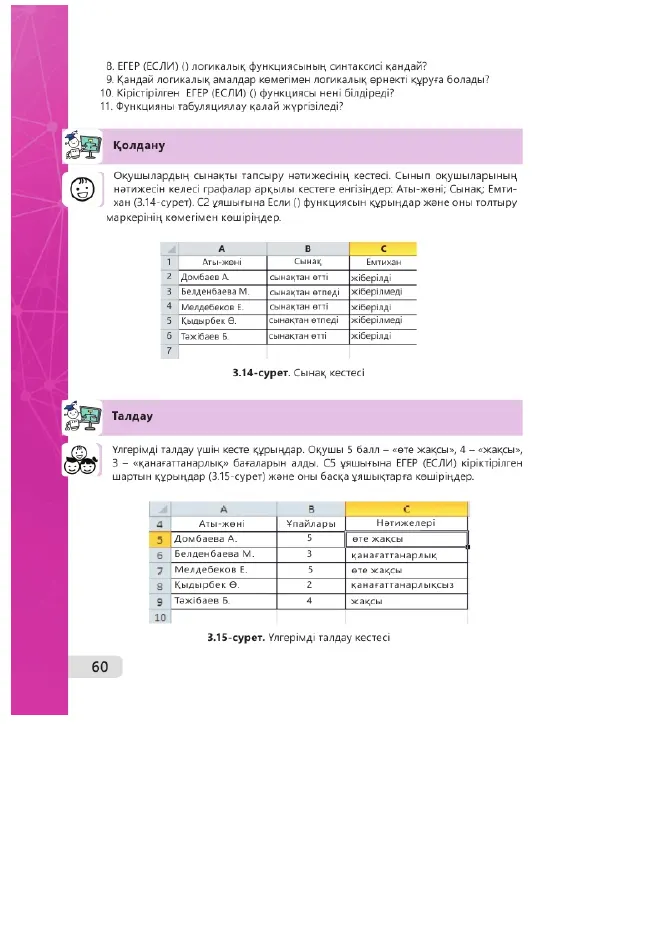 8. ЕГЕР (ЕСЛИ) () логикалық функциясының синтаксисі қандай?
9. Қандай логикалық амалдар көмегімен логикалық өрнекті құруға болады?
10. Кірістірілген ЕГЕР (ЕСЛИ) () функциясы нені білдіреді?
11. Функцияны табуляциялау қалай жүргізіледі?
Қолдану
Оқушылардың сынақты тапсыру нәтижесінің кестесі. Сынып оқушыларының
нәтижесін келесі графалар арқылы кестеге енгізіңдер: Аты-жөні; Сынақ; Емти-
хан (3.14-сурет). С2 ұяшығына Если () функциясын құрыңдар және оны толтыру
маркерінің көмегімен көшіріңдер.
A B C
1 Аты-жөні Сынақ Емтихан
2 Домбаев А. сынақтан өтті жіберілді
3 Белденбаева М. сынақтан өтпеді жіберілмеді
4 Мелдебеков Е. сынақтан өтті жіберілді
5 Қыдырбек Ө. сынақтан өтпеді жіберілмеді
6 Тәжібаев Б. сынақтан өтті жіберілді
7
3.14-сурет. Сынақ кестесі
Талдау
Үлгерімді талдау үшін кесте құрыңдар. Оқушы 5 балл – «өте жақсы», 4 – «жақсы»,
3 – «қанағаттанарлық» бағаларын алды. С5 ұяшығына ЕГЕР (ЕСЛИ) кіріктірілген
шартын құрыңдар (3.15-сурет) және оны басқа ұяшықтарға көшіріңдер.
A B C
4 Аты-жөні Ұпайлары Нәтижелері
5 Домбаева А. 5 өте жақсы
6 Белденбаева М. 3 қанағаттанарлық
7 Мелдебеков Е. 5 өте жақсы
8 Қыдырбек Ө. 2 қанағаттанарлықсыз
9 Тәжібаев Б. 4 жақсы
10
3.15-сурет. Үлгерімді талдау кестесі
60